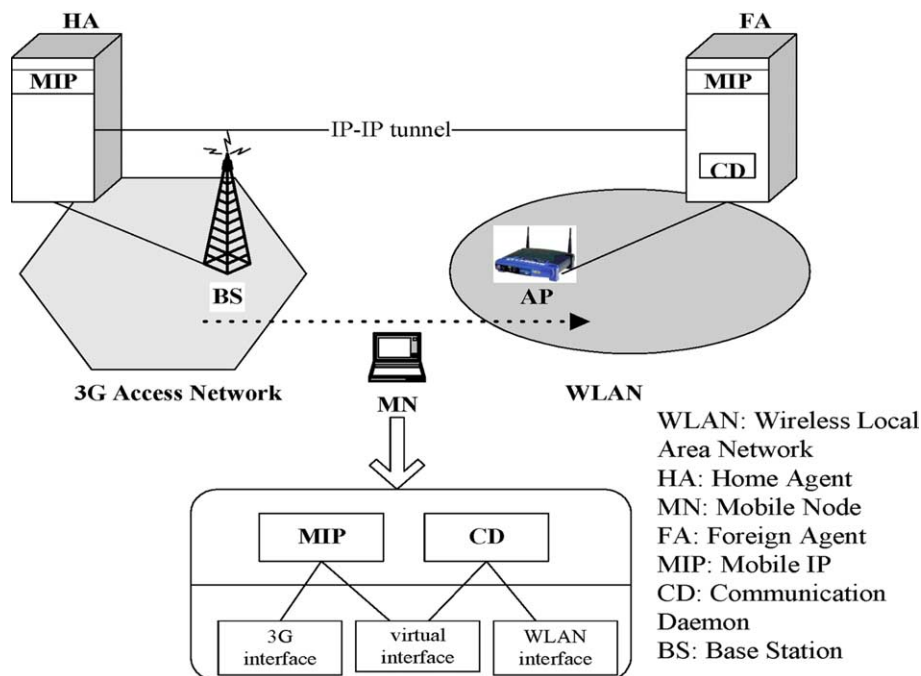 HA
FA
MIP
MIP
IP-IP tunnel
CD
BS
AP
3G Access Network
MN
WLAN
MIP
CD
3G
interface
virtual
interface
WLAN
interface
WLAN: Wireless Local
Area Network
HA: Home Agent
MN: Mobile Node
FA: Foreign Agent
MIP: Mobile IP
CD: Communication
Daemon
BS: Base Station